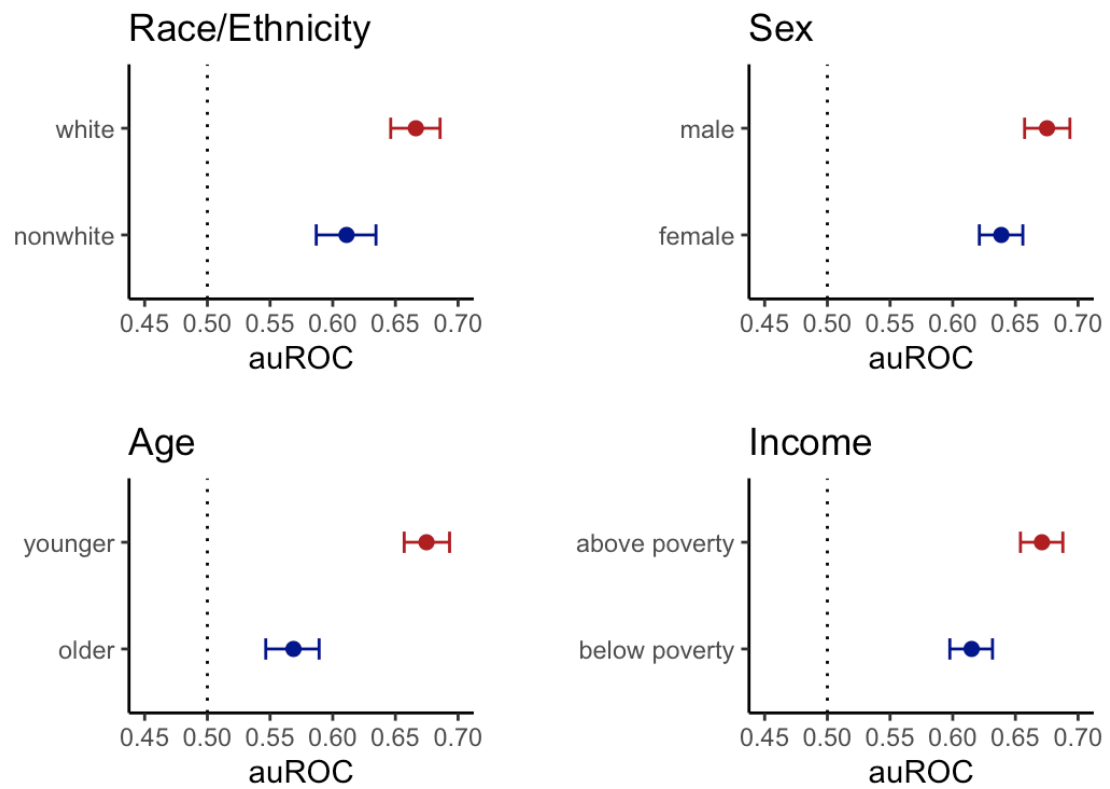 Race/Ethnicity
white
nonwhite
0.45 0.50 0.55 0.60 0.65 0.70
auROC
Sex
male
female
0.45 0.50 0.55 0.60 0.65 0.70
auROC
Age
younger
older
0.45 0.50 0.55 0.60 0.65 0.70
auROC
Income
above poverty
below poverty
0.45 0.50 0.55 0.60 0.65 0.70
auROC